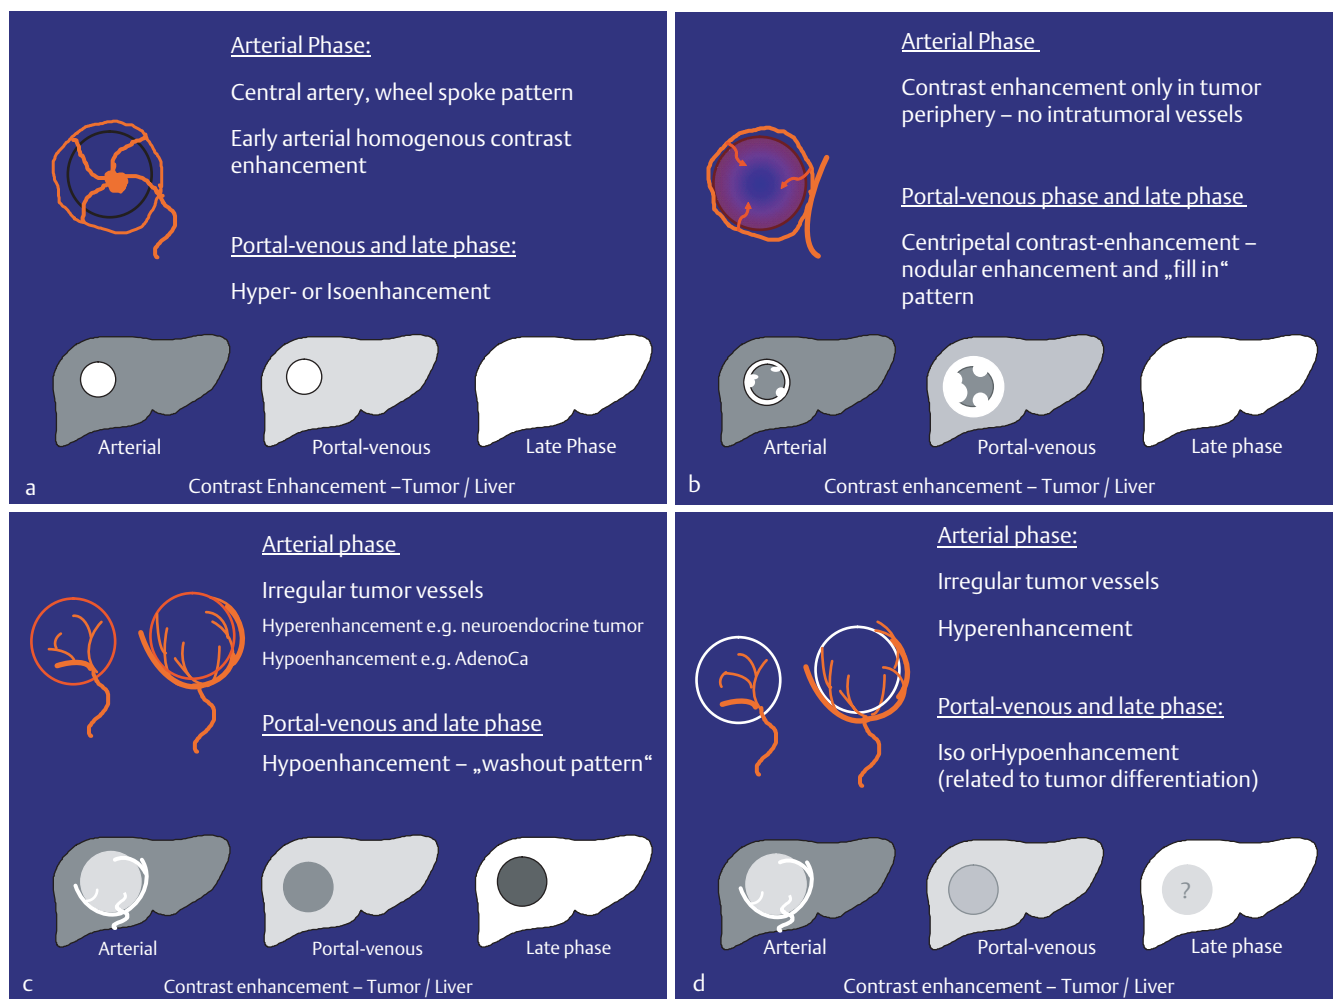 Arterial Phase:
Central artery, wheel spoke pattern
Early arterial homogenous contrast
enhancement
Portal-venous and late phase:
Hyper- or Isoenhancement
Arterial
Portal-venous
Late Phase
a
Contrast Enhancement –Tumor / Liver
Arterial Phase
Contrast enhancement only in tumor
periphery – no intratumoral vessels
Portal-venous phase and late phase
Centripetal contrast-enhancement –
nodular enhancement and „fill in“
pattern
Arterial
Portal-venous
Late phase
b
Contrast enhancement – Tumor / Liver
Arterial phase
Irregular tumor vessels
Hyperenhancement e.g. neuroendocrine tumor
Hypoenhancement e.g. AdenoCa
Portal-venous and late phase
Hypoenhancement – „washout pattern“
Arterial
Portal-venous
Late phase
c
Contrast enhancement – Tumor / Liver
Arterial phase:
Irregular tumor vessels
Hyperenhancement
Portal-venous and late phase:
Iso orHypoenhancement
(related to tumor differentiation)
?
Arterial
Portal-venous
Late phase
d
Contrast enhancement – Tumor / Liver